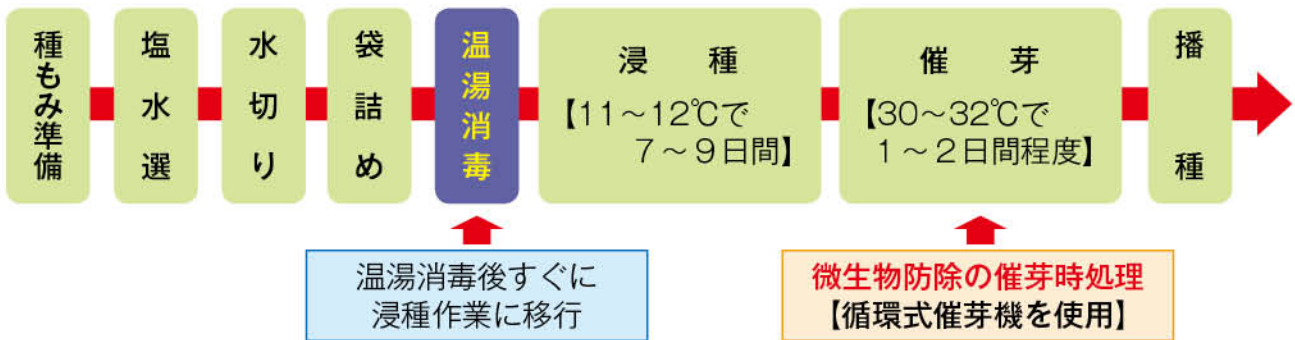 種もみ準備
塩水選
水切り
袋詰め
温湯消毒
浸種
【11～12℃で
7～9日間】
催芽
【30～32℃で
1～2日間程度】
播種
温湯消毒後すぐに
浸種作業に移行
微生物防除の催芽時処理
【循環式催芽機を使用】